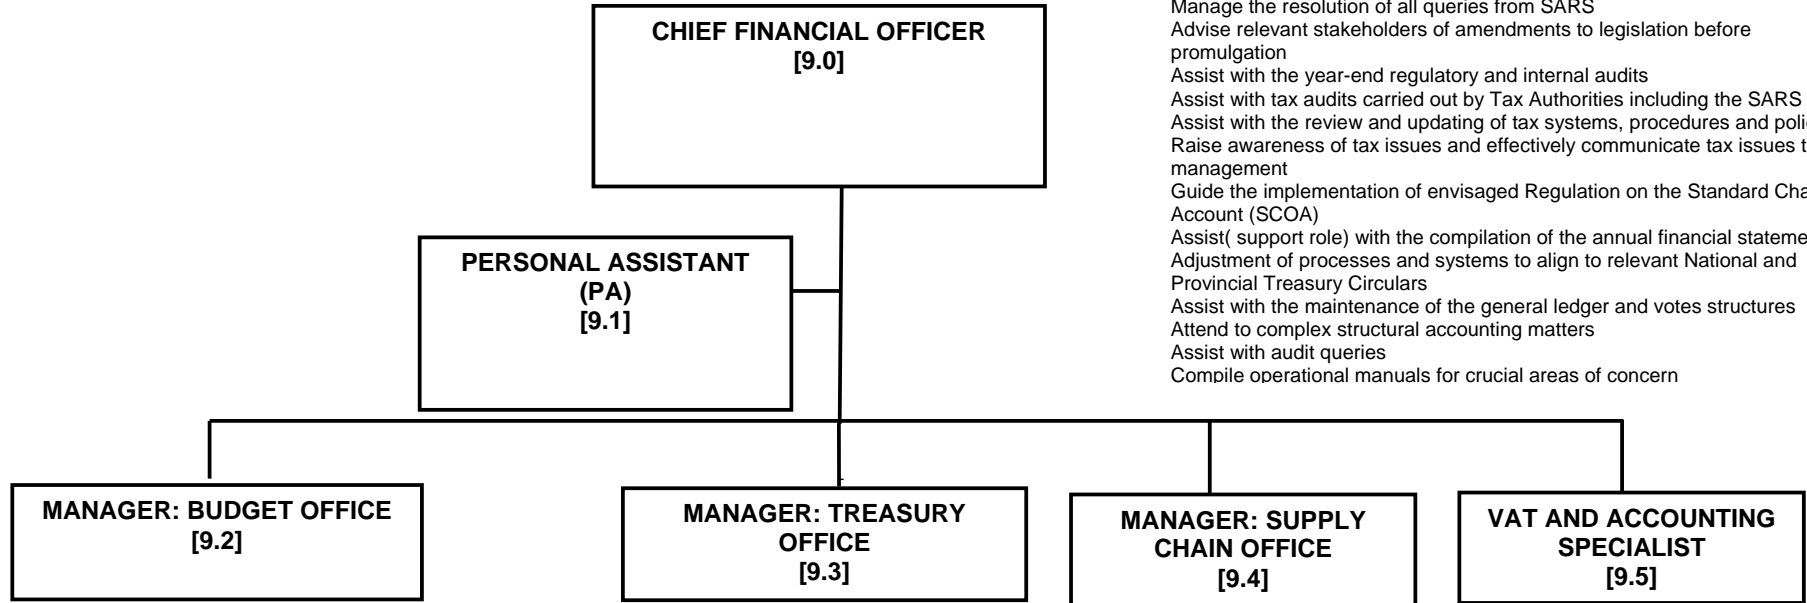 Manage the resolution of all queries from SARS
Advise relevant stakeholders of amendments to legislation before
promulgation
Assist with the year-end regulatory and internal audits
Assist with tax audits carried out by Tax Authorities including the SARS
Assist with the review and updating of tax systems, procedures and
Raise awareness of tax issues and effectively communicate tax issues
management
Guide the implementation of envisaged Regulation on the Standard
Account (SCOA)
Assist( support role) with the compilation of the annual financial
Adjustment of processes and systems to align to relevant National and
Provincial Treasury Circulars
Assist with the maintenance of the general ledger and votes structures
Attend to complex structural accounting matters
Assist with audit queries
Compile operational manuals for crucial areas of concern
CHIEF FINANCIAL OFFICER
[9.0]
PERSONAL ASSISTANT
(PA)
[9.1]
MANAGER: BUDGET OFFICE
[9.2]
MANAGER: TREASURY
OFFICE
[9.3]
MANAGER: SUPPLY
CHAIN OFFICE
[9.4]
VAT AND ACCOUNTING
SPECIALIST
[9.5]